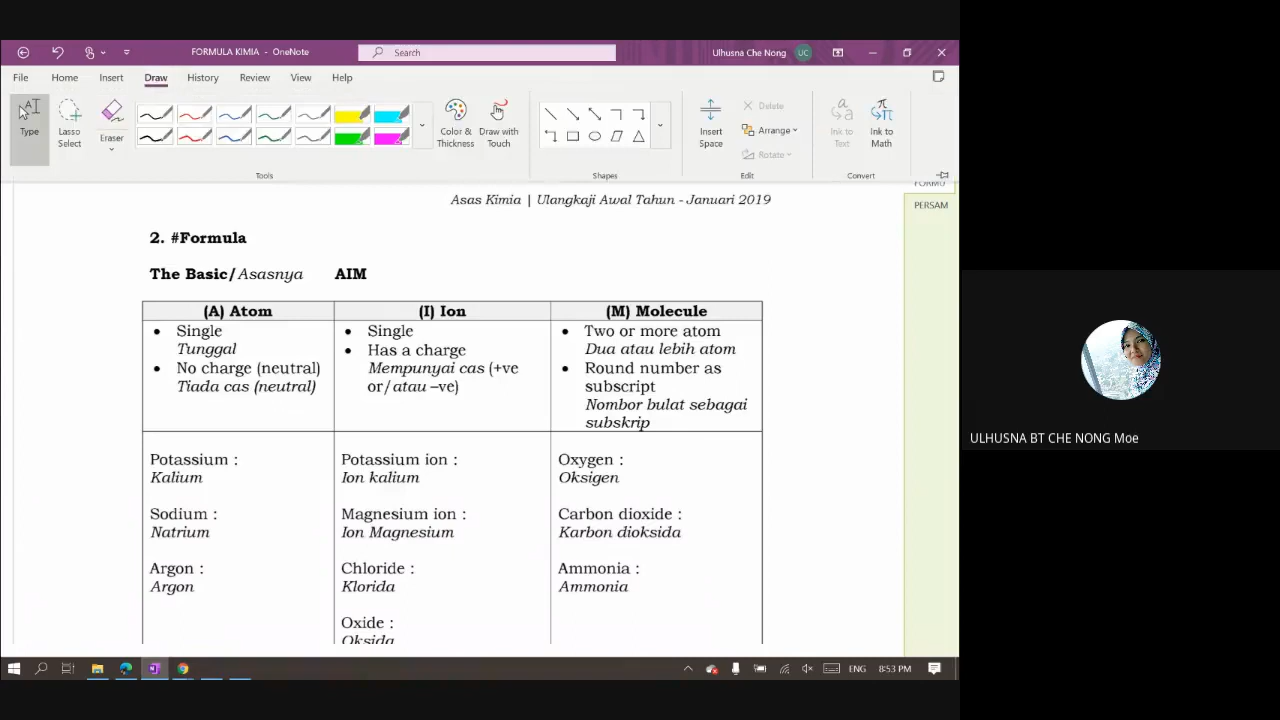 FORMULA KIMIA - OneNote
Search
Ulhusna Che Nong
UC
File Home Insert Draw History Review View Help
Type
Lasso Select
Eraser
Color & Thickness
Draw with Touch
Insert Space
Delete
Arrange
Rotate
Ink to Text
Ink to Math
Tools
Shapes
Edit
Convert
Asas Kimia | Ulangkaji Awal Tahun - Januari 2019
FORMU
PERSAM
2. #Formula
The Basic/Asasnya AIM
(A) Atom
• Single
Tunggal
• No charge (neutral)
Tiada cas (neutral)
(I) Ion
• Single
• Has a charge
Mempunyai cas (+ve
or/atau –ve)
(M) Molecule
• Two or more atom
Dua atau lebih atom
• Round number as
subscript
Nombor bulat sebagai
subskrip
Potassium :
Kalium
Sodium :
Natrium
Argon :
Argon
Potassium ion :
Ion kalium
Magnesium ion :
Ion Magnesium
Chloride :
Klorida
Oxide :
Oksida
Oxygen :
Oksigen
Carbon dioxide :
Karbon dioksida
Ammonia :
Ammonia
ULHUSNA BT CHE NONG Moe
ENG 8:53 PM